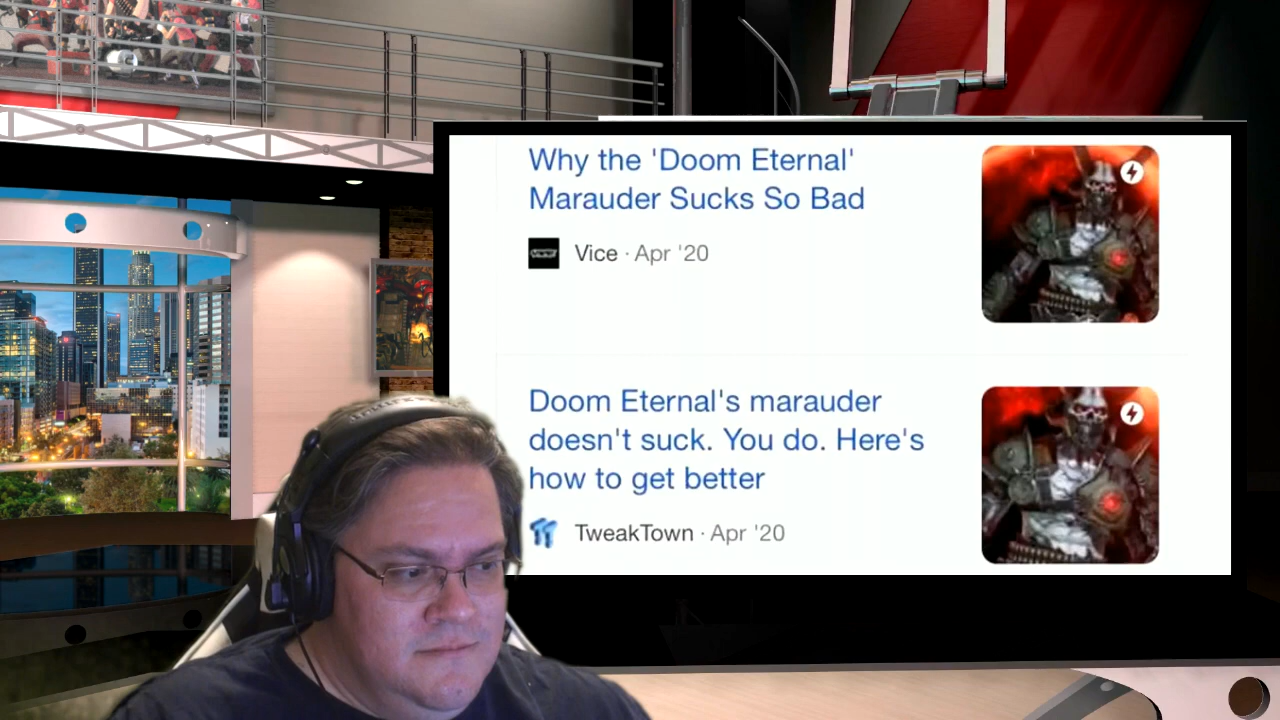 Why the 'Doom Eternal'
Marauder Sucks So Bad
Vice · Apr '20
Doom Eternal's marauder
doesn't suck. You do. Here's
how to get better
TweakTown · Apr '20